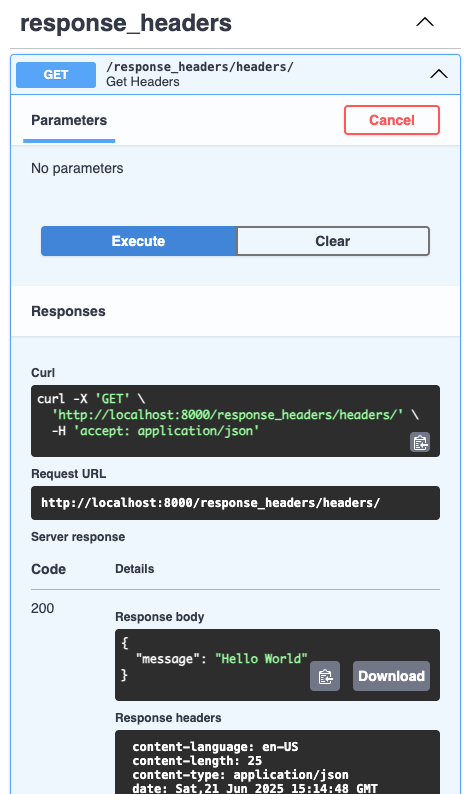 response_headers
GET
/response_headers/headers/
Get Headers
Parameters
Cancel
No parameters
Execute
Clear
Responses
Curl
curl -X 'GET' \
'http://localhost:8000/response_headers/headers/' \
-H 'accept: application/json'
Request URL
http://localhost:8000/response_headers/headers/
Server response
Code
Details
200
Response body
{
"message": "Hello World"
}
Download
Response headers
content-language: en-US
content-length: 25
content-type: application/json
date: Sat,21 Jun 2025 15:14:48 GMT